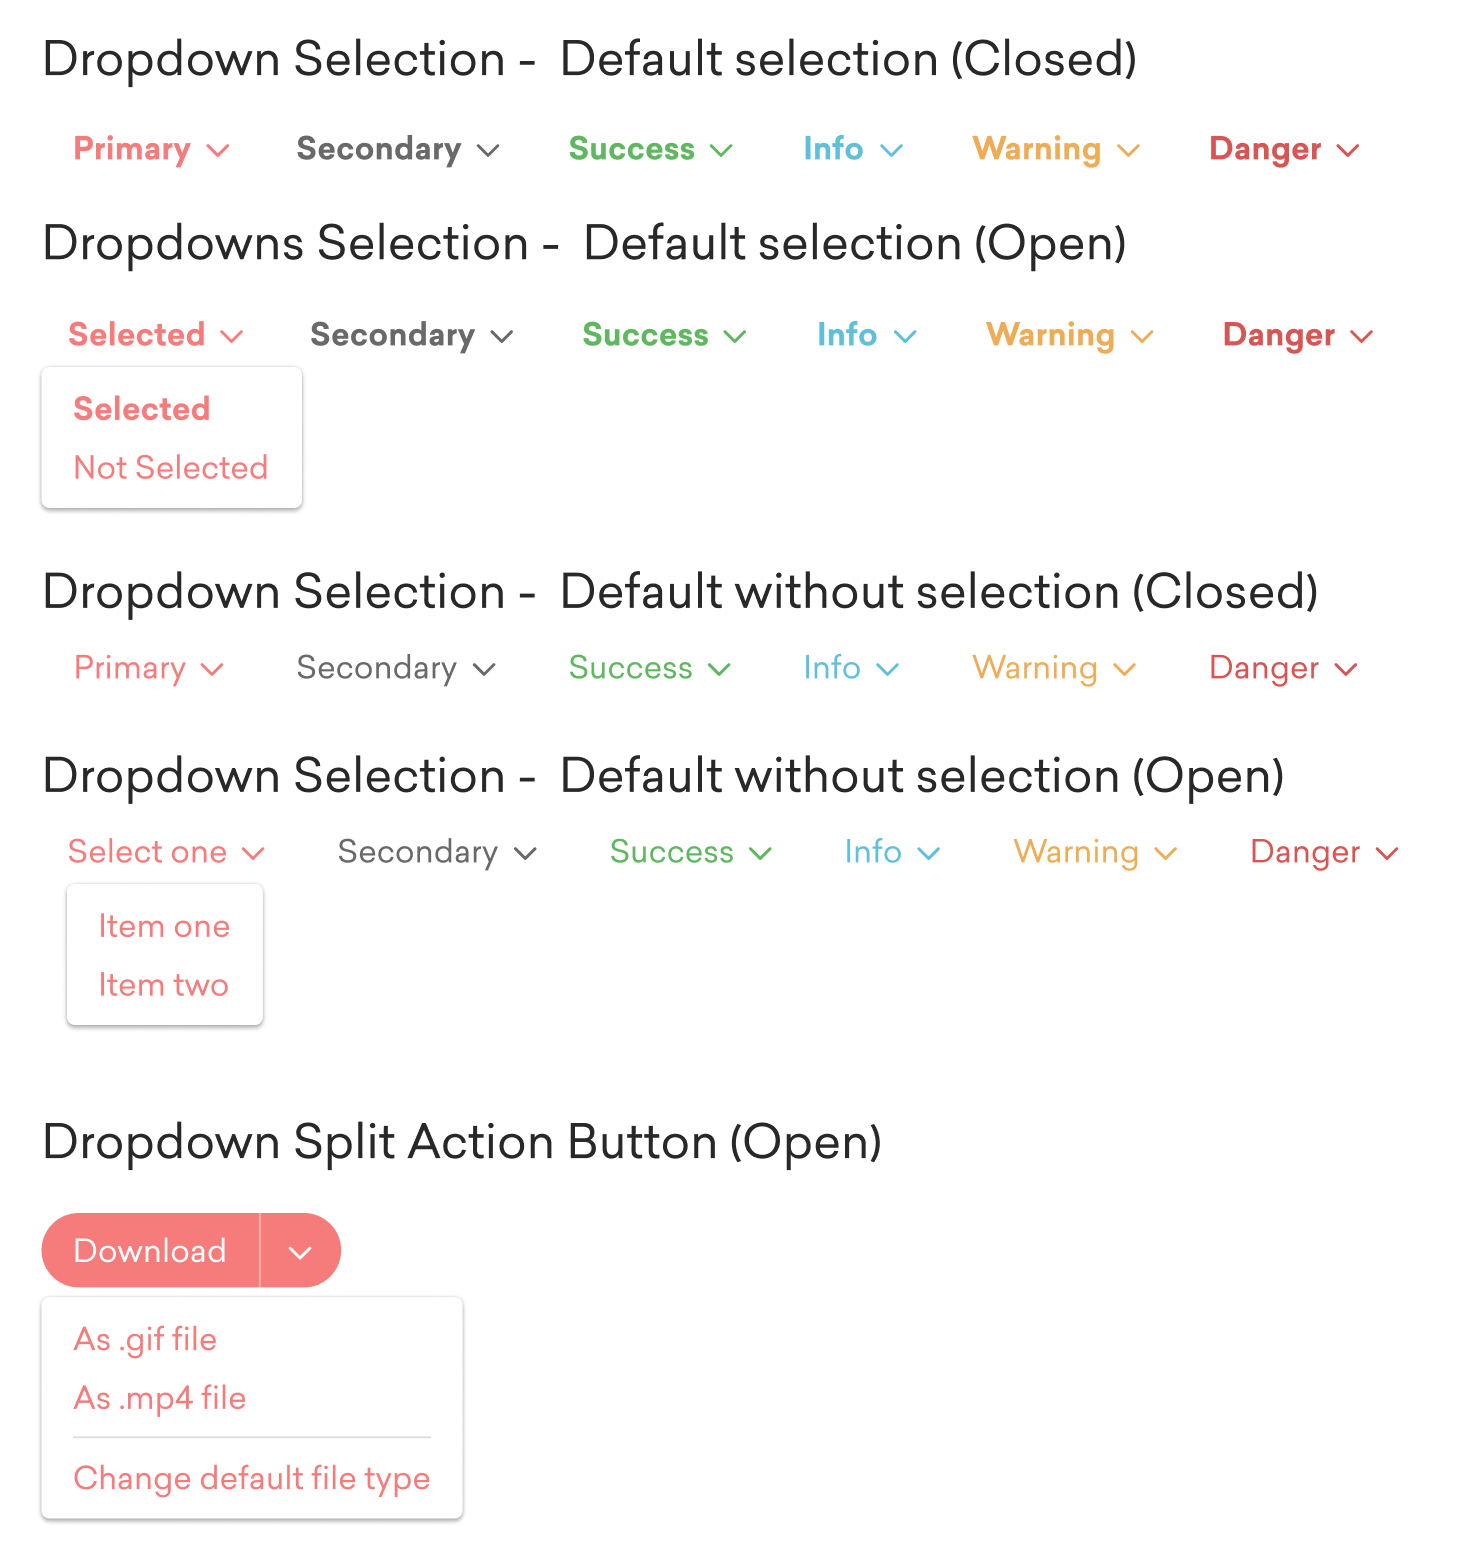 Dropdown Selection -  Default selection (Closed)
Primary Secondary Success Info Warning Danger
Dropdowns Selection -  Default selection (Open)
Selected Secondary Success Info Warning Danger
Selected
Not Selected
Dropdown Selection -  Default without selection (Closed)
Primary Secondary Success Info Warning Danger
Dropdown Selection -  Default without selection (Open)
Select one Secondary Success Info Warning Danger
Item one
Item two
Dropdown Split Action Button (Open)
Download
As .gif file
As .mp4 file
Change default file type